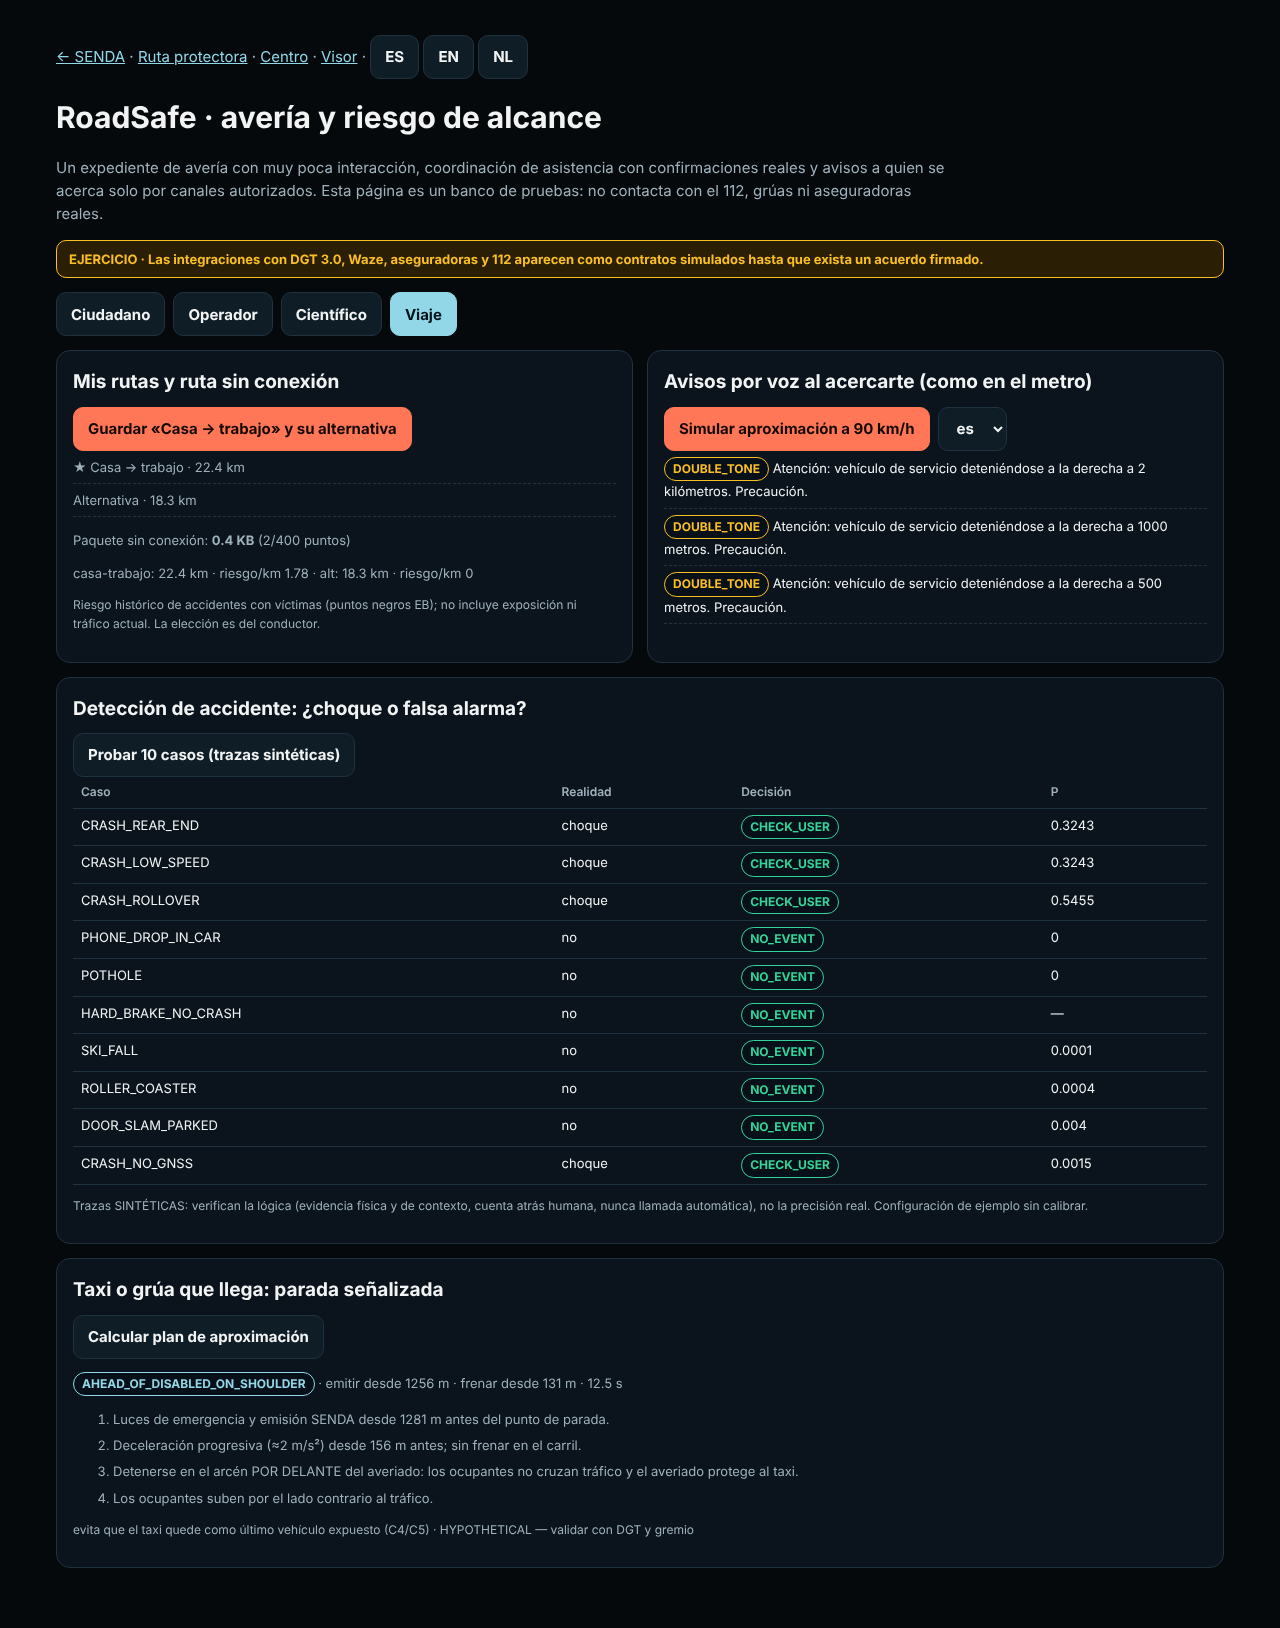 ← SENDA · Ruta protectora · Centro · Visor · ES EN NL
RoadSafe · avería y riesgo de alcance
Un expediente de avería con muy poca interacción, coordinación de asistencia con confirmaciones reales y avisos a quien se
acerca solo por canales autorizados. Esta página es un banco de pruebas: no contacta con el 112, grúas ni aseguradoras
reales.
EJERCICIO · Las integraciones con DGT 3.0, Waze, aseguradoras y 112 aparecen como contratos simulados hasta que exista un acuerdo firmado.
Ciudadano Operador Científico Viaje
Mis rutas y ruta sin conexión
Guardar «Casa → trabajo» y su alternativa
★ Casa → trabajo · 22.4 km
Alternativa · 18.3 km
Paquete sin conexión: 0.4 KB (2/400 puntos)
casa-trabajo: 22.4 km · riesgo/km 1.78 · alt: 18.3 km · riesgo/km 0
Riesgo histórico de accidentes con víctimas (puntos negros EB); no incluye exposición ni
tráfico actual. La elección es del conductor.
Avisos por voz al acercarte (como en el metro)
Simular aproximación a 90 km/h es
DOUBLE_TONE Atención: vehículo de servicio deteniéndose a la derecha a 2
kilómetros. Precaución.
DOUBLE_TONE Atención: vehículo de servicio deteniéndose a la derecha a 1000
metros. Precaución.
DOUBLE_TONE Atención: vehículo de servicio deteniéndose a la derecha a 500
metros. Precaución.
Detección de accidente: ¿choque o falsa alarma?
Probar 10 casos (trazas sintéticas)
Caso Realidad Decisión P
CRASH_REAR_END choque CHECK_USER 0.3243
CRASH_LOW_SPEED choque CHECK_USER 0.3243
CRASH_ROLLOVER choque CHECK_USER 0.5455
PHONE_DROP_IN_CAR no NO_EVENT 0
POTHOLE no NO_EVENT 0
HARD_BRAKE_NO_CRASH no NO_EVENT —
SKI_FALL no NO_EVENT 0.0001
ROLLER_COASTER no NO_EVENT 0.0004
DOOR_SLAM_PARKED no NO_EVENT 0.004
CRASH_NO_GNSS choque CHECK_USER 0.0015
Trazas SINTÉTICAS: verifican la lógica (evidencia física y de contexto, cuenta atrás humana, nunca llamada automática), no la precisión real. Configuración de ejemplo sin calibrar.
Taxi o grúa que llega: parada señalizada
Calcular plan de aproximación
AHEAD_OF_DISABLED_ON_SHOULDER · emitir desde 1256 m · frenar desde 131 m · 12.5 s
1. Luces de emergencia y emisión SENDA desde 1281 m antes del punto de parada.
2. Deceleración progresiva (≈2 m/s²) desde 156 m antes; sin frenar en el carril.
3. Detenerse en el arcén POR DELANTE del averiado: los ocupantes no cruzan tráfico y el averiado protege al taxi.
4. Los ocupantes suben por el lado contrario al tráfico.
evita que el taxi quede como último vehículo expuesto (C4/C5) · HYPOTHETICAL — validar con DGT y gremio